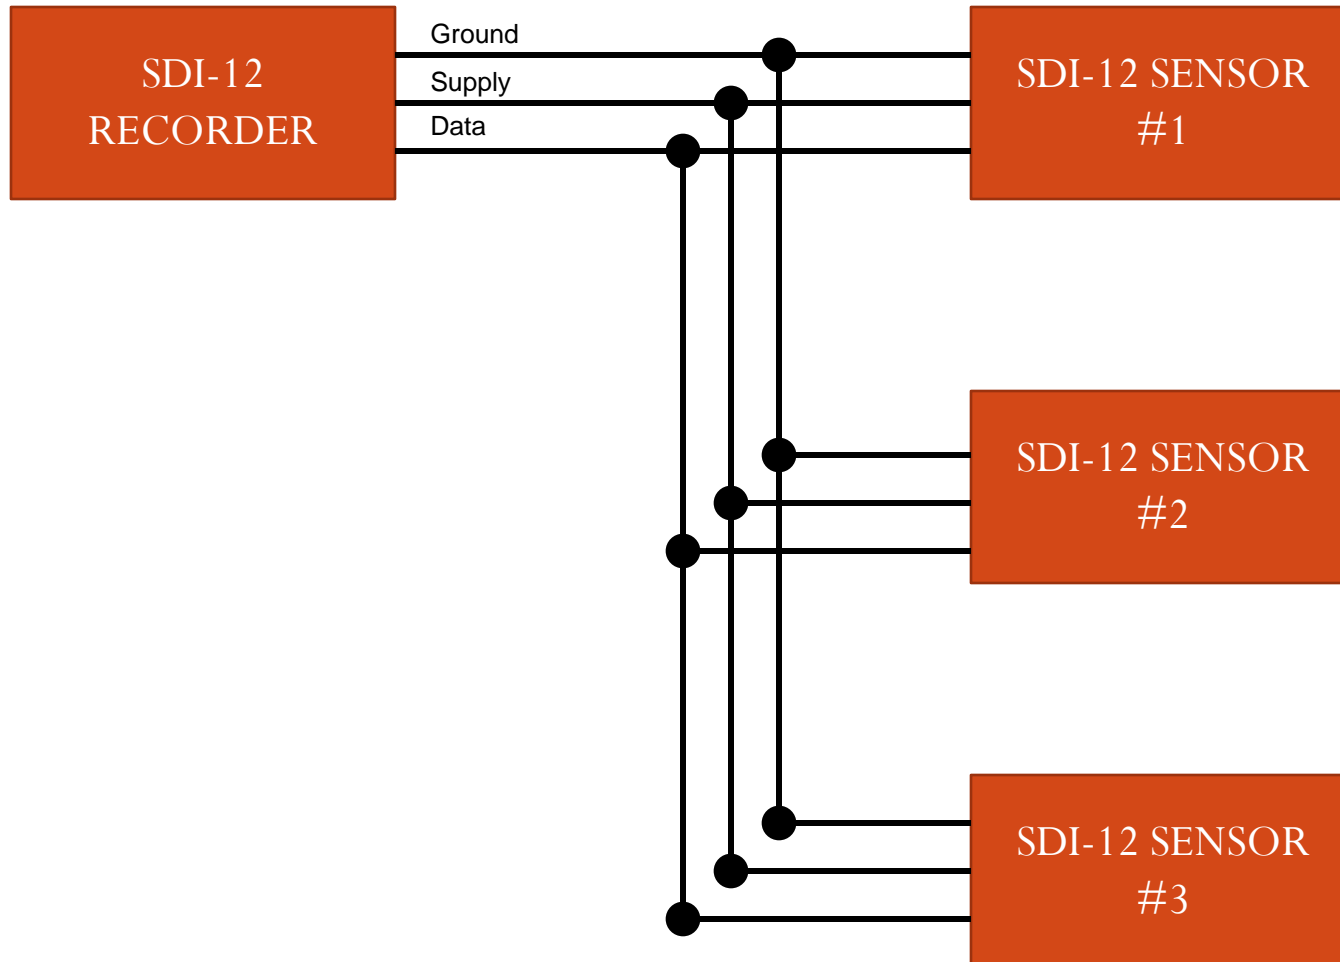 SDI-12
RECORDER
Ground
Supply
Data
SDI-12 SENSOR
#1
SDI-12 SENSOR
#2
SDI-12 SENSOR
#3